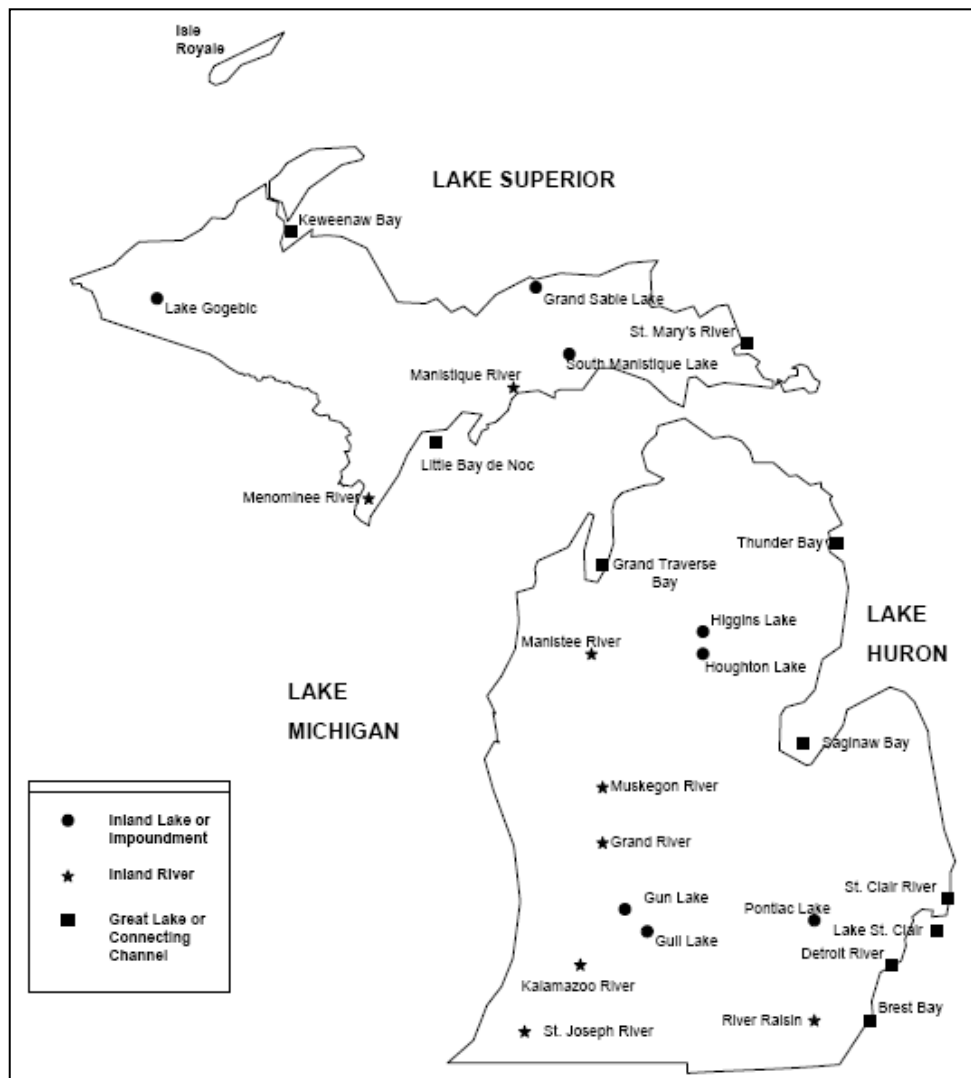 Isle
Royale
LAKE SUPERIOR
Keweenaw Bay
Lake Gogebic
Grand Sable Lake
St. Mary's River
South Manistique Lake
Manistique River
Little Bay de Noc
Menominee River
Thunder Bay
Grand Traverse
Bay
Higgins Lake
LAKE
HURON
Manistee River
Houghton Lake
LAKE
MICHIGAN
Saginaw Bay
Muskegon River
Inland Lake or
Impoundment
Grand River
Inland River
St. Clair River
Gun Lake
Pontiac Lake
Great Lake or
Connecting
Channel
Lake St. Clair
Gull Lake
Detroit River
Kalamazoo River
Brest Bay
River Raisin
St. Joseph River